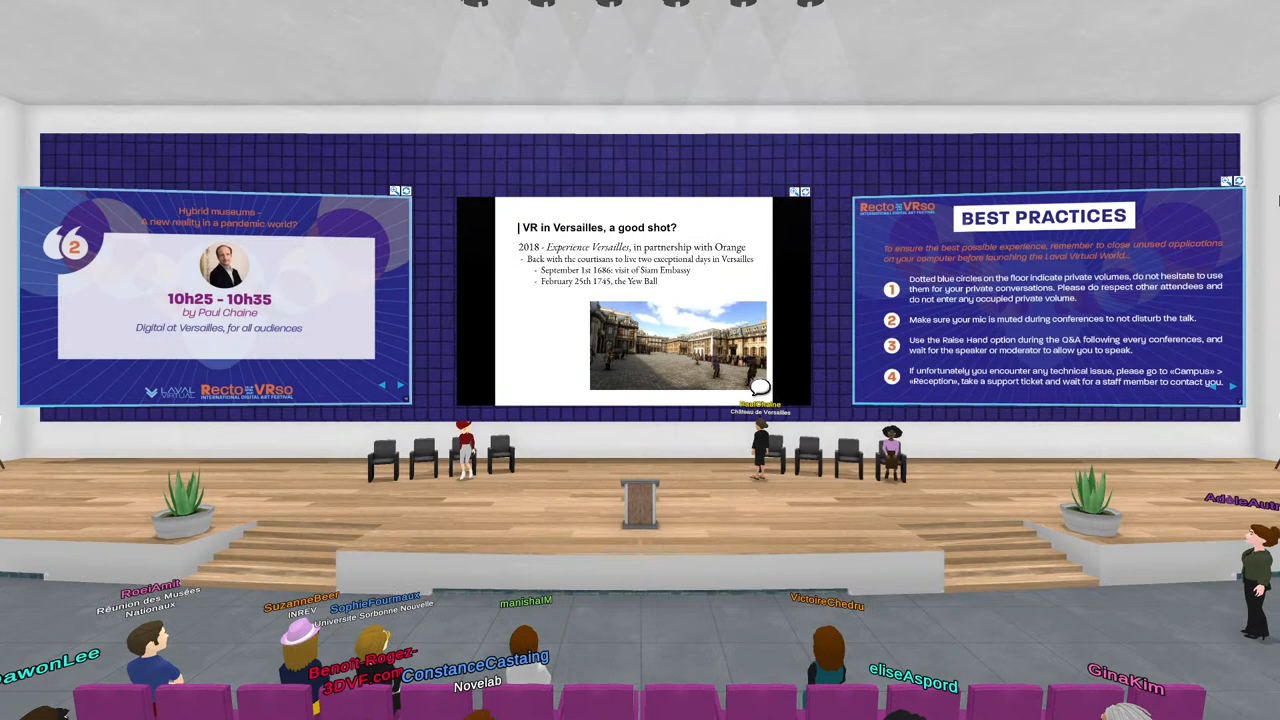 Hybrid museums -
A new reality in a pandemic world?
2
10h25 - 10h35
by Paul Chaine
Digital at Versailles, for all audiences
LAVAL
VIRTUAL
Recto VRso
INTERNATIONAL DIGITAL ART FESTIVAL
VR in Versailles, a good shot?
2018 - Experience Versailles, in partnership with Orange
- Back with the courtisans to live two exceptional days in Versailles
- September 1st 1686: visit of Siam Embassy
- February 25th 1745, the Yew Ball
PaulChaine
Château de Versailles
Recto VRso
INTERNATIONAL DIGITAL ART FESTIVAL
BEST PRACTICES
To ensure the best possible experience, remember to close unused applications
on your computer before launching the Laval Virtual World...
1
Dotted blue circles on the floor indicate private volumes, do not hesitate to use
them for your private conversations. Please do respect other attendees and
do not enter any occupied private volume.
2
Make sure your mic is muted during conferences to not disturb the talk.
3
Use the Raise Hand option during the Q&A following every conferences, and
wait for the speaker or moderator to allow you to speak.
4
If unfortunately you encounter any technical issue, please go to «Campus» >
«Reception», take a support ticket and wait for a staff member to contact you.
AdèleAutr
RoeiAmit
Réunion des Musées
Nationaux
SuzanneBeer
INREV
SophieFourmaux
Universite Sorbonne Nouvelle
manishaIM
VictoireChedru
awonLee
Benoît-Rogez-
3DVF.com
ConstanceCastaing
Novelab
eliseAspord
GinaKim